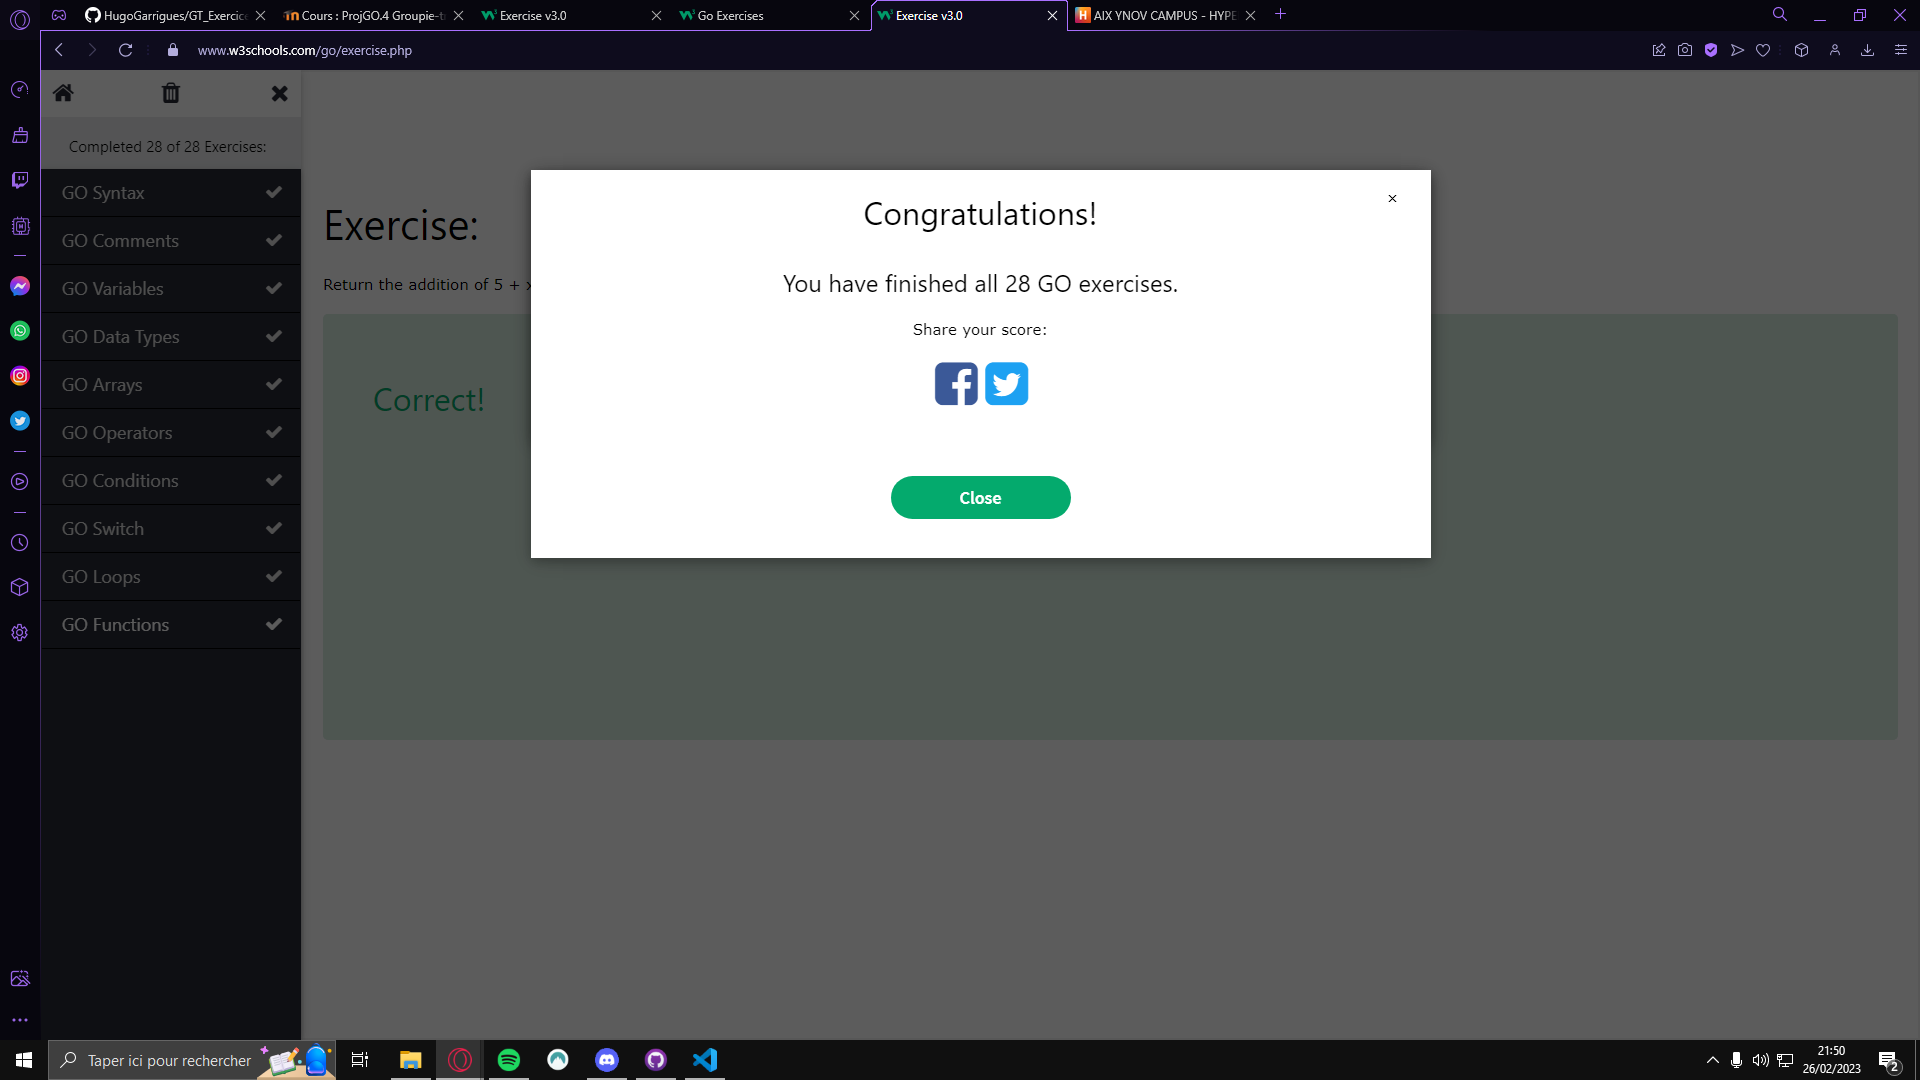 HugoGarrigues/GT_Exercice
Cours : ProjGO.4 Groupie-tr
Exercise v3.0
Go Exercises
Exercise v3.0
AIX YNOV CAMPUS - HYPE
www.w3schools.com/go/exercise.php
Completed 28 of 28 Exercises:
GO Syntax
GO Comments
GO Variables
GO Data Types
GO Arrays
GO Operators
GO Conditions
GO Switch
GO Loops
GO Functions
Exercise:
Return the addition of 5 + x
Correct!
Congratulations!
You have finished all 28 GO exercises.
Share your score:
Close
Taper ici pour rechercher
21:50
26/02/2023
2